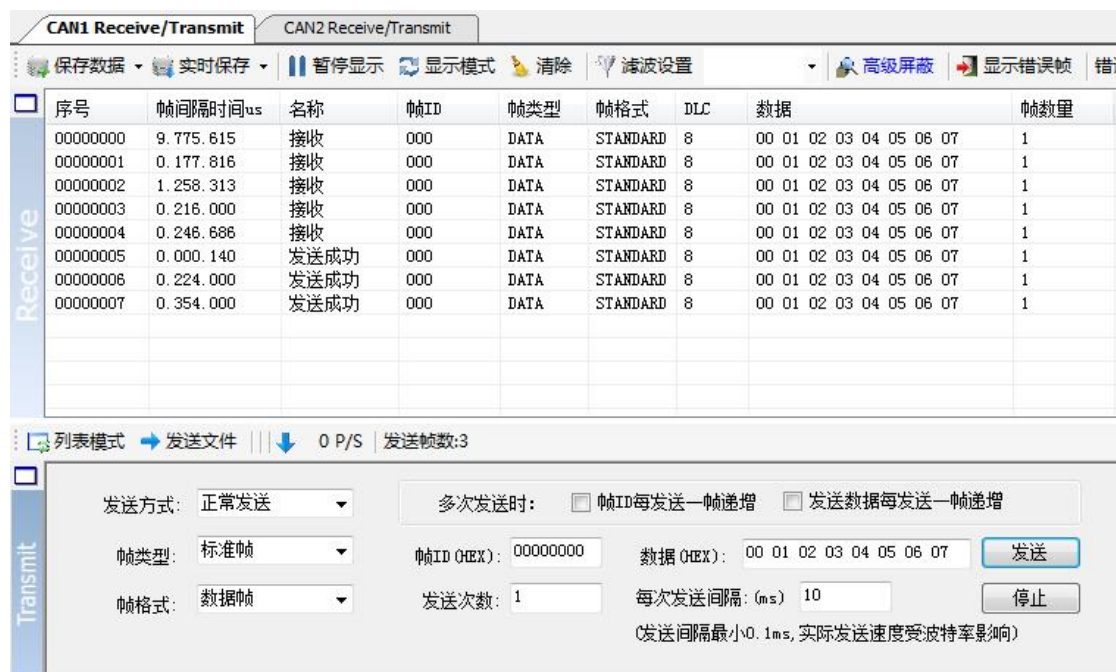 CAN1 Receive/Transmit CAN2 Receive/Transmit
保存数据 实时保存 暂停显示 显示模式 清除 滤波设置 高级屏蔽 显示错误帧
序号 帧间隔时间us 名称 帧ID 帧类型 帧格式 DLC 数据 帧数量
00000000 9.775.615 接收 000 DATA STANDARD 8 00 01 02 03 04 05 06 07 1
00000001 0.177.816 接收 000 DATA STANDARD 8 00 01 02 03 04 05 06 07 1
00000002 1.258.313 接收 000 DATA STANDARD 8 00 01 02 03 04 05 06 07 1
00000003 0.216.000 接收 000 DATA STANDARD 8 00 01 02 03 04 05 06 07 1
00000004 0.246.686 接收 000 DATA STANDARD 8 00 01 02 03 04 05 06 07 1
00000005 0.000.140 发送成功 000 DATA STANDARD 8 00 01 02 03 04 05 06 07 1
00000006 0.224.000 发送成功 000 DATA STANDARD 8 00 01 02 03 04 05 06 07 1
00000007 0.354.000 发送成功 000 DATA STANDARD 8 00 01 02 03 04 05 06 07 1
Receive
列表模式 发送文件 0 P/S 发送帧数:3
发送方式: 正常发送 多次发送时: 帧ID每发送一帧递增 发送数据每发送一帧递增
帧类型: 标准帧 帧ID(HEX): 00000000 数据(HEX): 00 01 02 03 04 05 06 07 发送
帧格式: 数据帧 发送次数: 1 每次发送间隔:(ms) 10 停止
(发送间隔最小0.1ms,实际发送速度受波特率影响)
Transmit